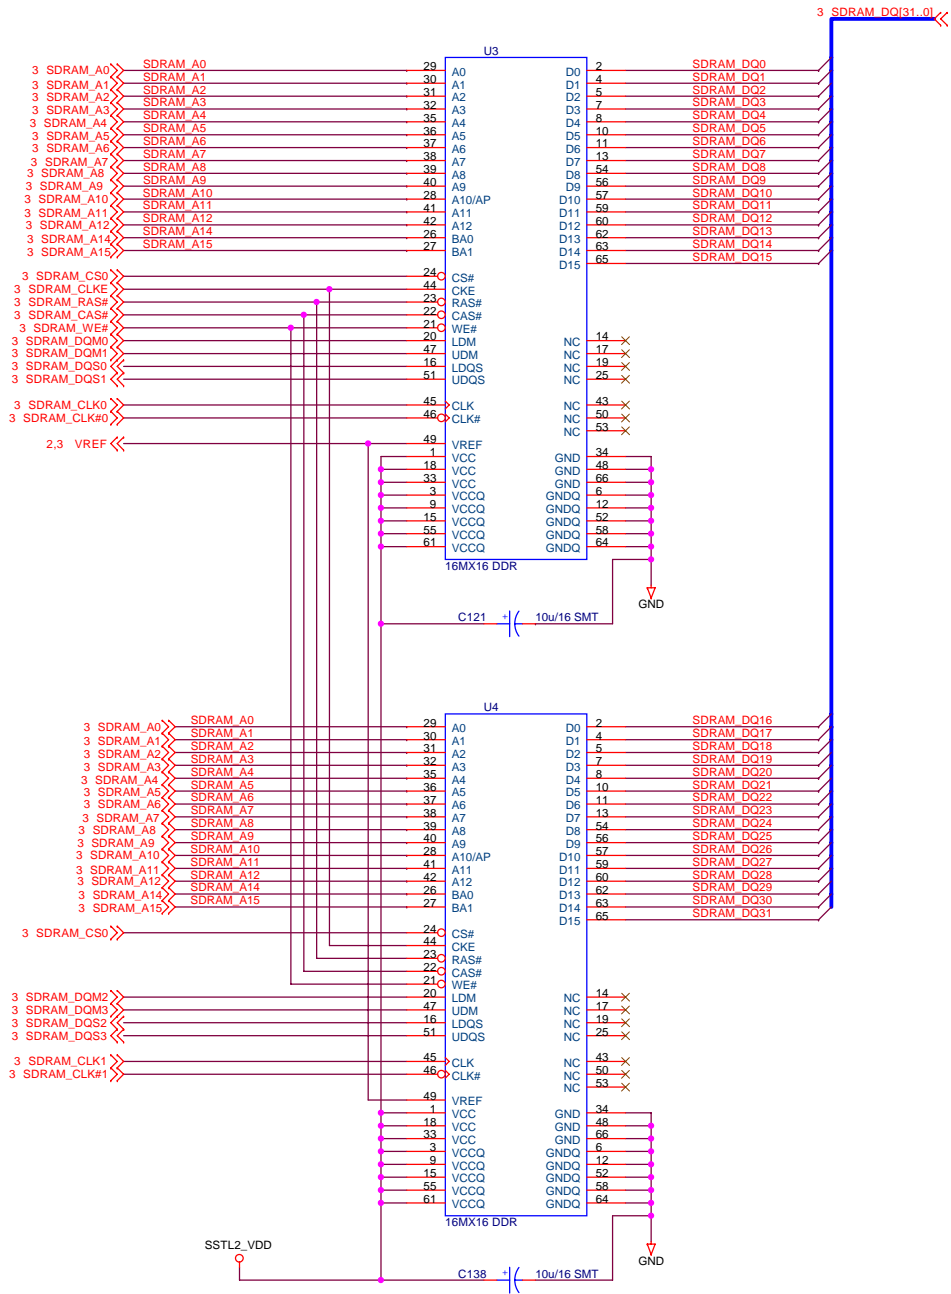 3 SDRAM_DQ[31..0]
U3
3 SDRAM_A0 SDRAM_A0 29 A0 D0 2 SDRAM_DQ0
3 SDRAM_A1 SDRAM_A1 30 A1 D1 4 SDRAM_DQ1
3 SDRAM_A2 SDRAM_A2 31 A2 D2 5 SDRAM_DQ2
3 SDRAM_A3 SDRAM_A3 32 A3 D3 7 SDRAM_DQ3
3 SDRAM_A4 SDRAM_A4 35 A4 D4 8 SDRAM_DQ4
3 SDRAM_A5 SDRAM_A5 36 A5 D5 10 SDRAM_DQ5
3 SDRAM_A6 SDRAM_A6 37 A6 D6 11 SDRAM_DQ6
3 SDRAM_A7 SDRAM_A7 38 A7 D7 13 SDRAM_DQ7
3 SDRAM_A8 SDRAM_A8 39 A8 D8 54 SDRAM_DQ8
3 SDRAM_A9 SDRAM_A9 40 A9 D9 56 SDRAM_DQ9
3 SDRAM_A10 SDRAM_A10 28 A10/AP D10 57 SDRAM_DQ10
3 SDRAM_A11 SDRAM_A11 41 A11 D11 59 SDRAM_DQ11
3 SDRAM_A12 SDRAM_A12 42 A12 D12 60 SDRAM_DQ12
3 SDRAM_A14 SDRAM_A14 26 BA0 D13 62 SDRAM_DQ13
3 SDRAM_A15 SDRAM_A15 27 BA1 D14 63 SDRAM_DQ14
D15 65 SDRAM_DQ15
3 SDRAM_CS0 24 CS#
3 SDRAM_CLKE 44 CKE
3 SDRAM_RAS# 23 RAS#
3 SDRAM_CAS# 22 CAS#
3 SDRAM_WE# 21 WE#
3 SDRAM_DQM0 20 LDM NC 14
3 SDRAM_DQM1 47 UDM NC 17
3 SDRAM_DQS0 16 LDQS NC 19
3 SDRAM_DQS1 51 UDQS NC 25
3 SDRAM_CLK0 45 CLK NC 43
3 SDRAM_CLK#0 46 CLK# NC 50
NC 53
2,3 VREF 49 VREF
1 VCC GND 34
18 VCC GND 48
33 VCC GND 66
3 VCCQ GNDQ 6
9 VCCQ GNDQ 12
15 VCCQ GNDQ 52
55 VCCQ GNDQ 58
61 VCCQ GNDQ 64
16MX16 DDR
GND
C121 + 10u/16 SMT
U4
3 SDRAM_A0 SDRAM_A0 29 A0 D0 2 SDRAM_DQ16
3 SDRAM_A1 SDRAM_A1 30 A1 D1 4 SDRAM_DQ17
3 SDRAM_A2 SDRAM_A2 31 A2 D2 5 SDRAM_DQ18
3 SDRAM_A3 SDRAM_A3 32 A3 D3 7 SDRAM_DQ19
3 SDRAM_A4 SDRAM_A4 35 A4 D4 8 SDRAM_DQ20
3 SDRAM_A5 SDRAM_A5 36 A5 D5 10 SDRAM_DQ21
3 SDRAM_A6 SDRAM_A6 37 A6 D6 11 SDRAM_DQ22
3 SDRAM_A7 SDRAM_A7 38 A7 D7 13 SDRAM_DQ23
3 SDRAM_A8 SDRAM_A8 39 A8 D8 54 SDRAM_DQ24
3 SDRAM_A9 SDRAM_A9 40 A9 D9 56 SDRAM_DQ25
3 SDRAM_A10 SDRAM_A10 28 A10/AP D10 57 SDRAM_DQ26
3 SDRAM_A11 SDRAM_A11 41 A11 D11 59 SDRAM_DQ27
3 SDRAM_A12 SDRAM_A12 42 A12 D12 60 SDRAM_DQ28
3 SDRAM_A14 SDRAM_A14 26 BA0 D13 62 SDRAM_DQ29
3 SDRAM_A15 SDRAM_A15 27 BA1 D14 63 SDRAM_DQ30
D15 65 SDRAM_DQ31
3 SDRAM_CS0 24 CS#
44 CKE
23 RAS#
22 CAS#
21 WE#
3 SDRAM_DQM2 20 LDM NC 14
3 SDRAM_DQM3 47 UDM NC 17
3 SDRAM_DQS2 16 LDQS NC 19
3 SDRAM_DQS3 51 UDQS NC 25
3 SDRAM_CLK1 45 CLK NC 43
3 SDRAM_CLK#1 46 CLK# NC 50
NC 53
49 VREF
1 VCC GND 34
18 VCC GND 48
33 VCC GND 66
3 VCCQ GNDQ 6
9 VCCQ GNDQ 12
15 VCCQ GNDQ 52
55 VCCQ GNDQ 58
61 VCCQ GNDQ 64
16MX16 DDR
SSTL2_VDD
GND
C138 + 10u/16 SMT